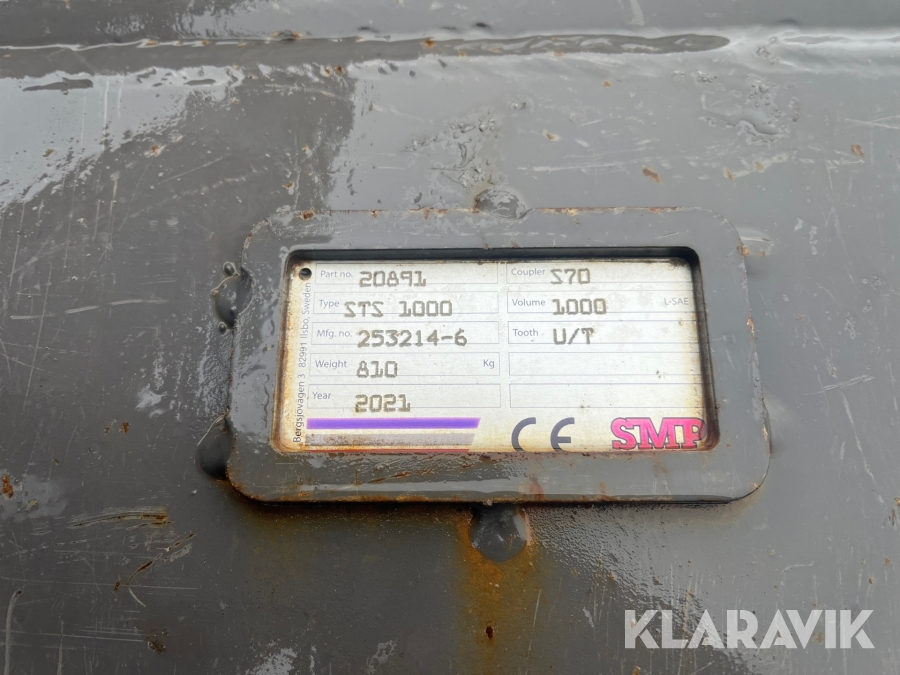 Part no. 20891 Coupler S70
Type STS 1000 Volume 1000 L-SAE
Mfg. no. 253214-6 Tooth U/T
Weight 810 Kg
Year 2021
Bergsjövägen 3 82991 Ilsbo, Sweden
CE SMP
KLARAVIK